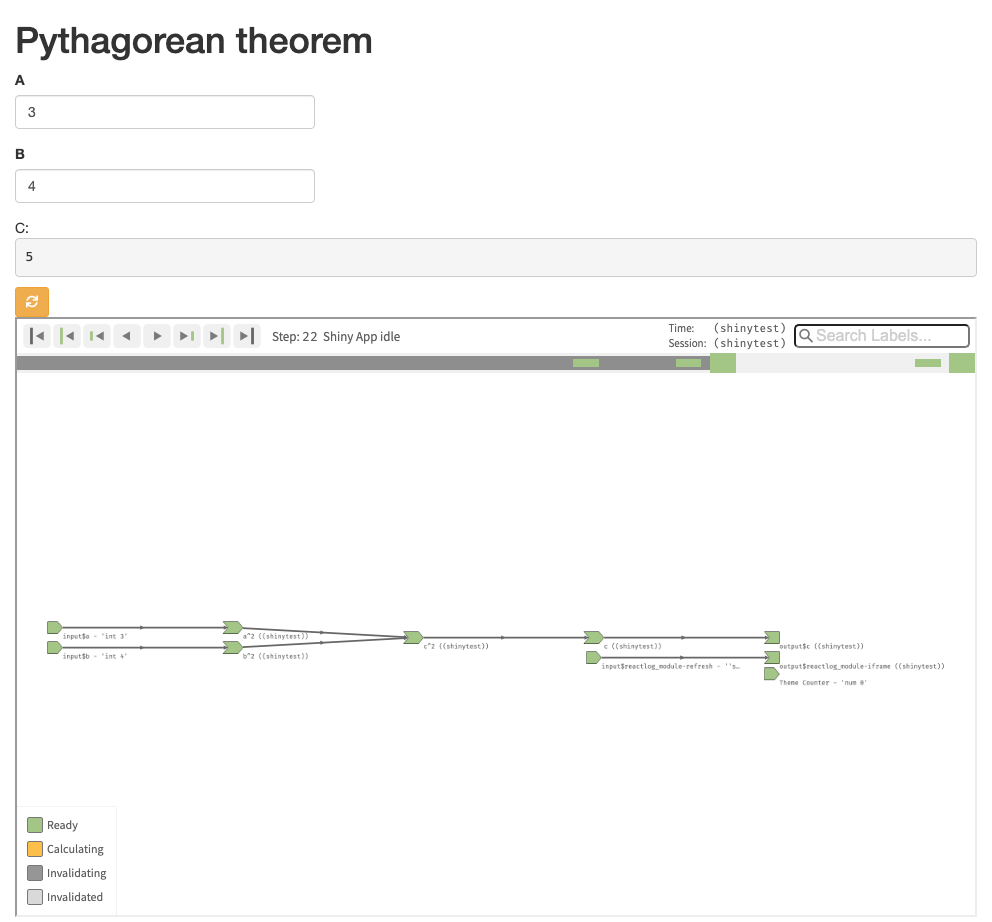 Pythagorean theorem
A
3
B
4
C:
5
Step: 22 Shiny App idle
Time: (shinytest)
Session: (shinytest)
Search Labels...
input$a - 'int 3'
a^2 ((shinytest))
input$b - 'int 4'
b^2 ((shinytest))
c^2 ((shinytest))
c ((shinytest))
output$c ((shinytest))
input$reactlog_module-refresh - ''s…
output$reactlog_module-iframe ((shinytest))
Theme Counter - 'num 0'
Ready
Calculating
Invalidating
Invalidated